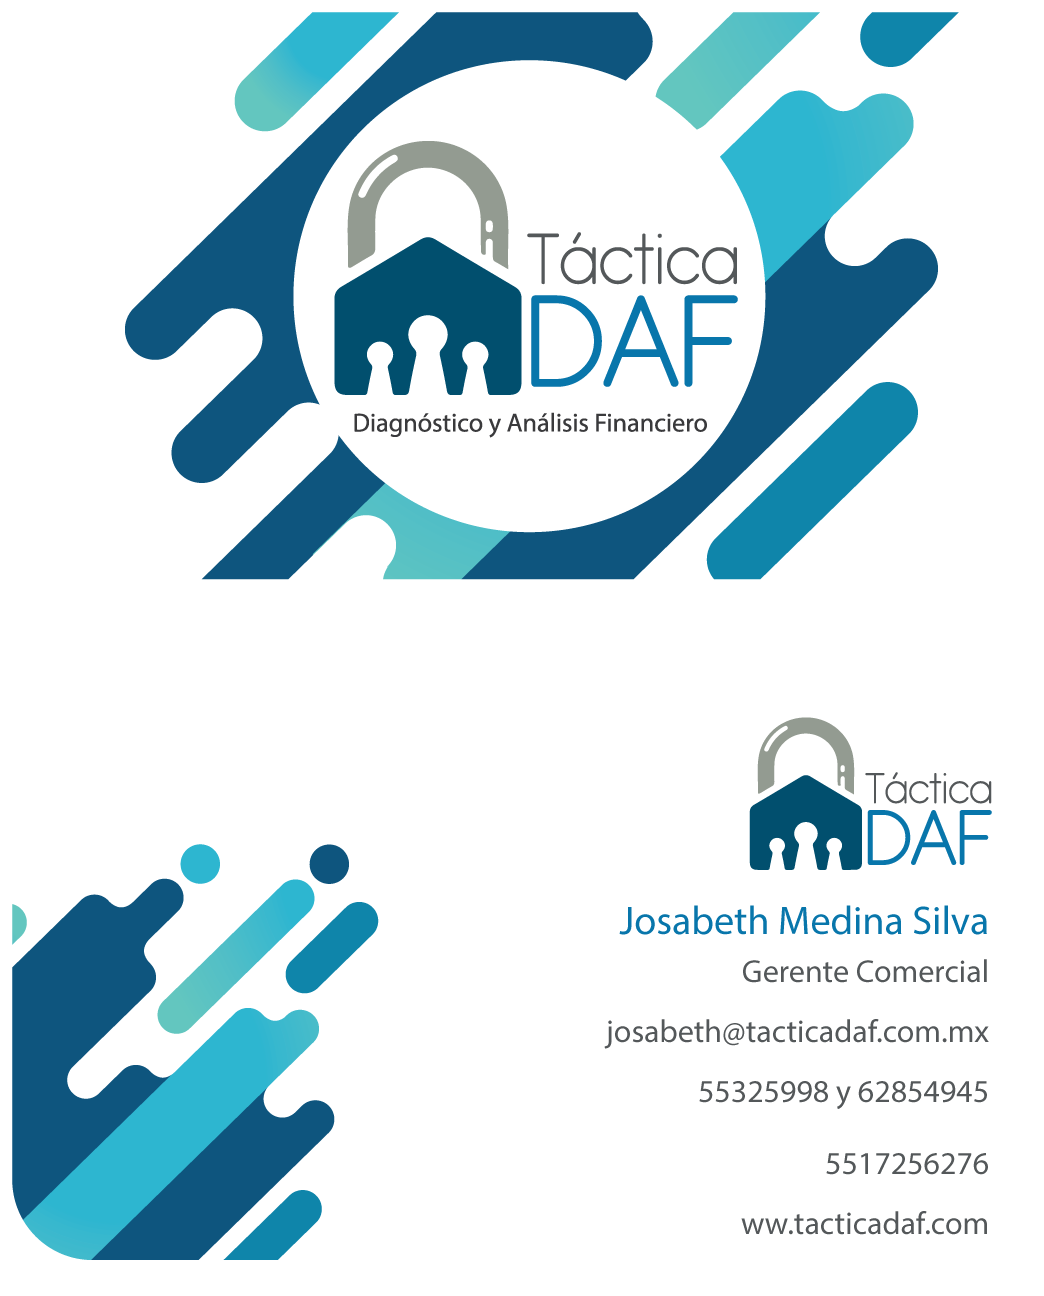 Táctica
DAF
Diagnóstico y Análisis Financiero
Táctica
DAF
Josabeth Medina Silva
Gerente Comercial
josabeth@tacticadaf.com.mx
55325998 y 62854945
5517256276
ww.tacticadaf.com